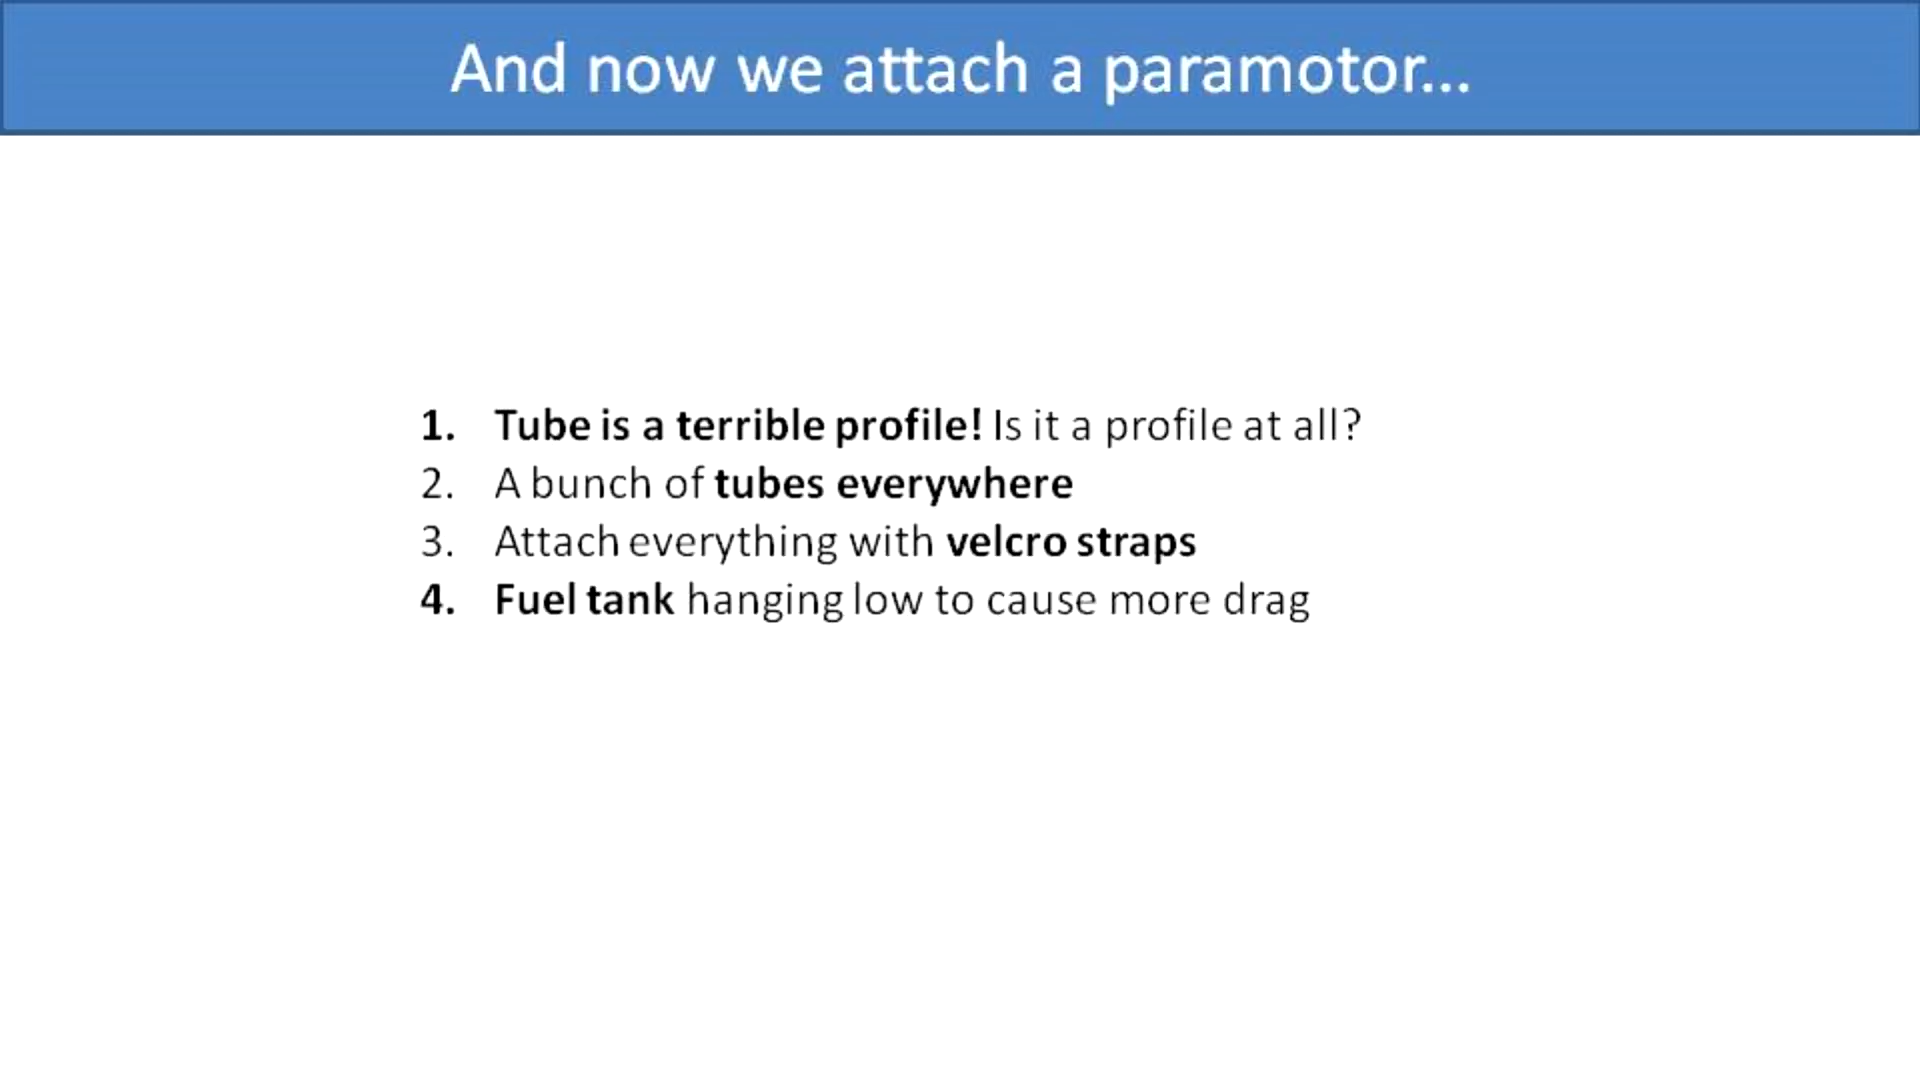 And now we attach a paramotor...
1. Tube is a terrible profile! Is it a profile at all?
2. A bunch of tubes everywhere
3. Attach everything with velcro straps
4. Fuel tank hanging low to cause more drag